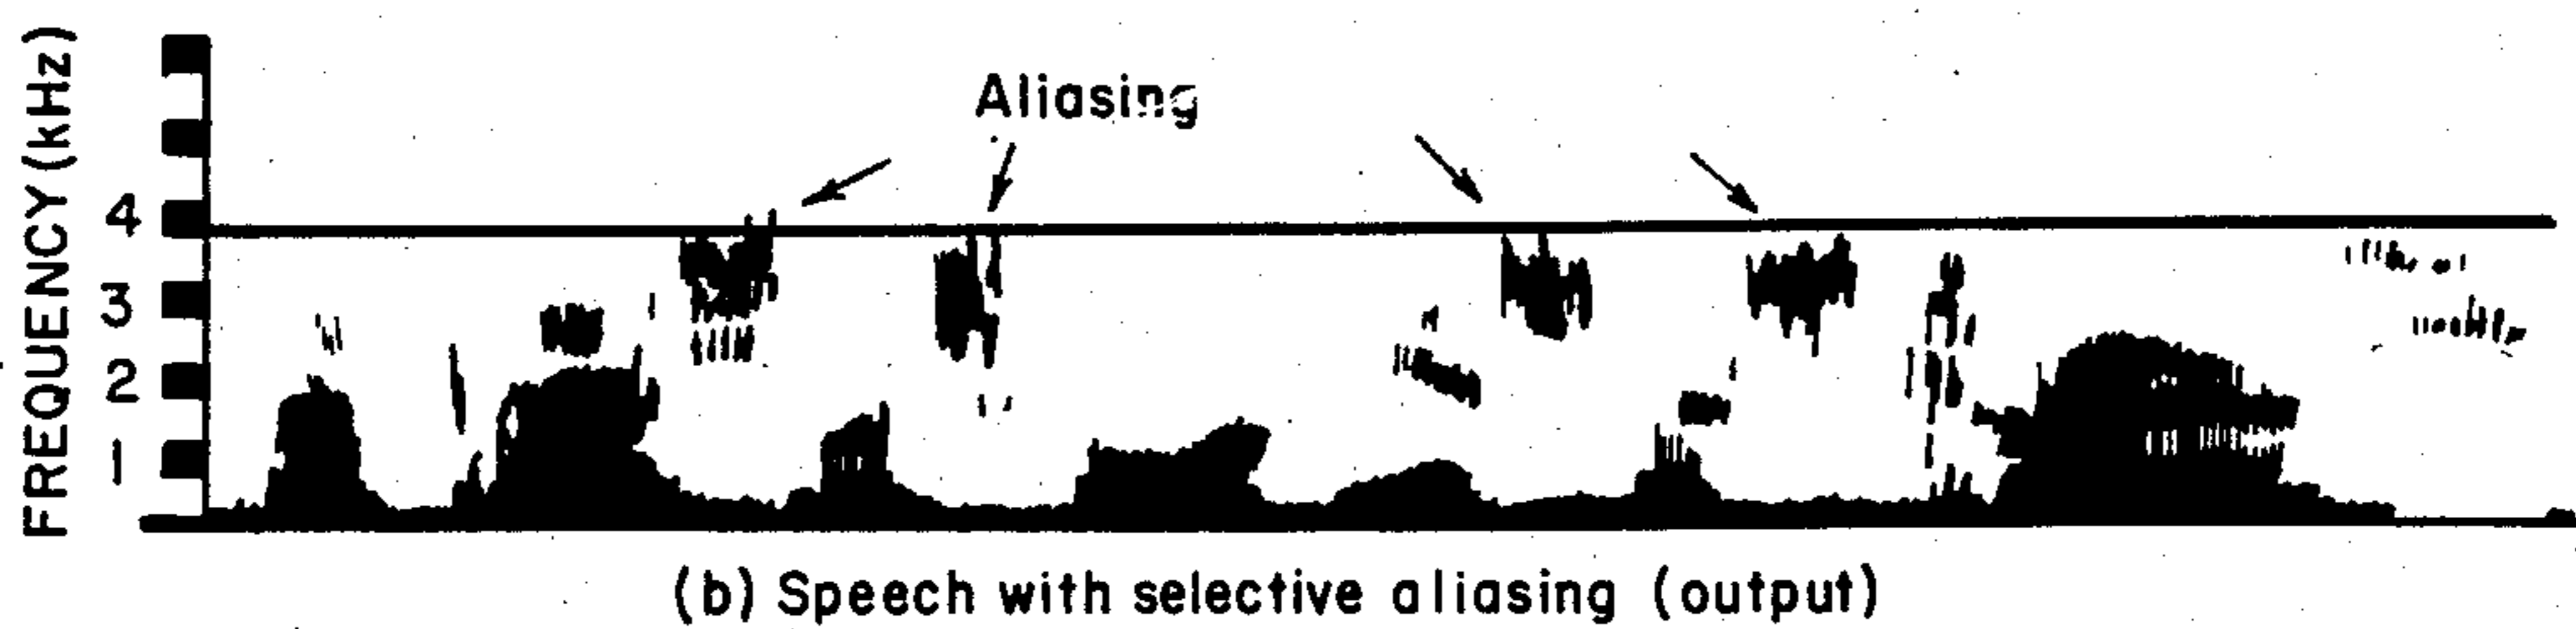 FREQUENCY (kHz)
Aliasing
4
3
2
1
(b) Speech with selective aliasing (output)